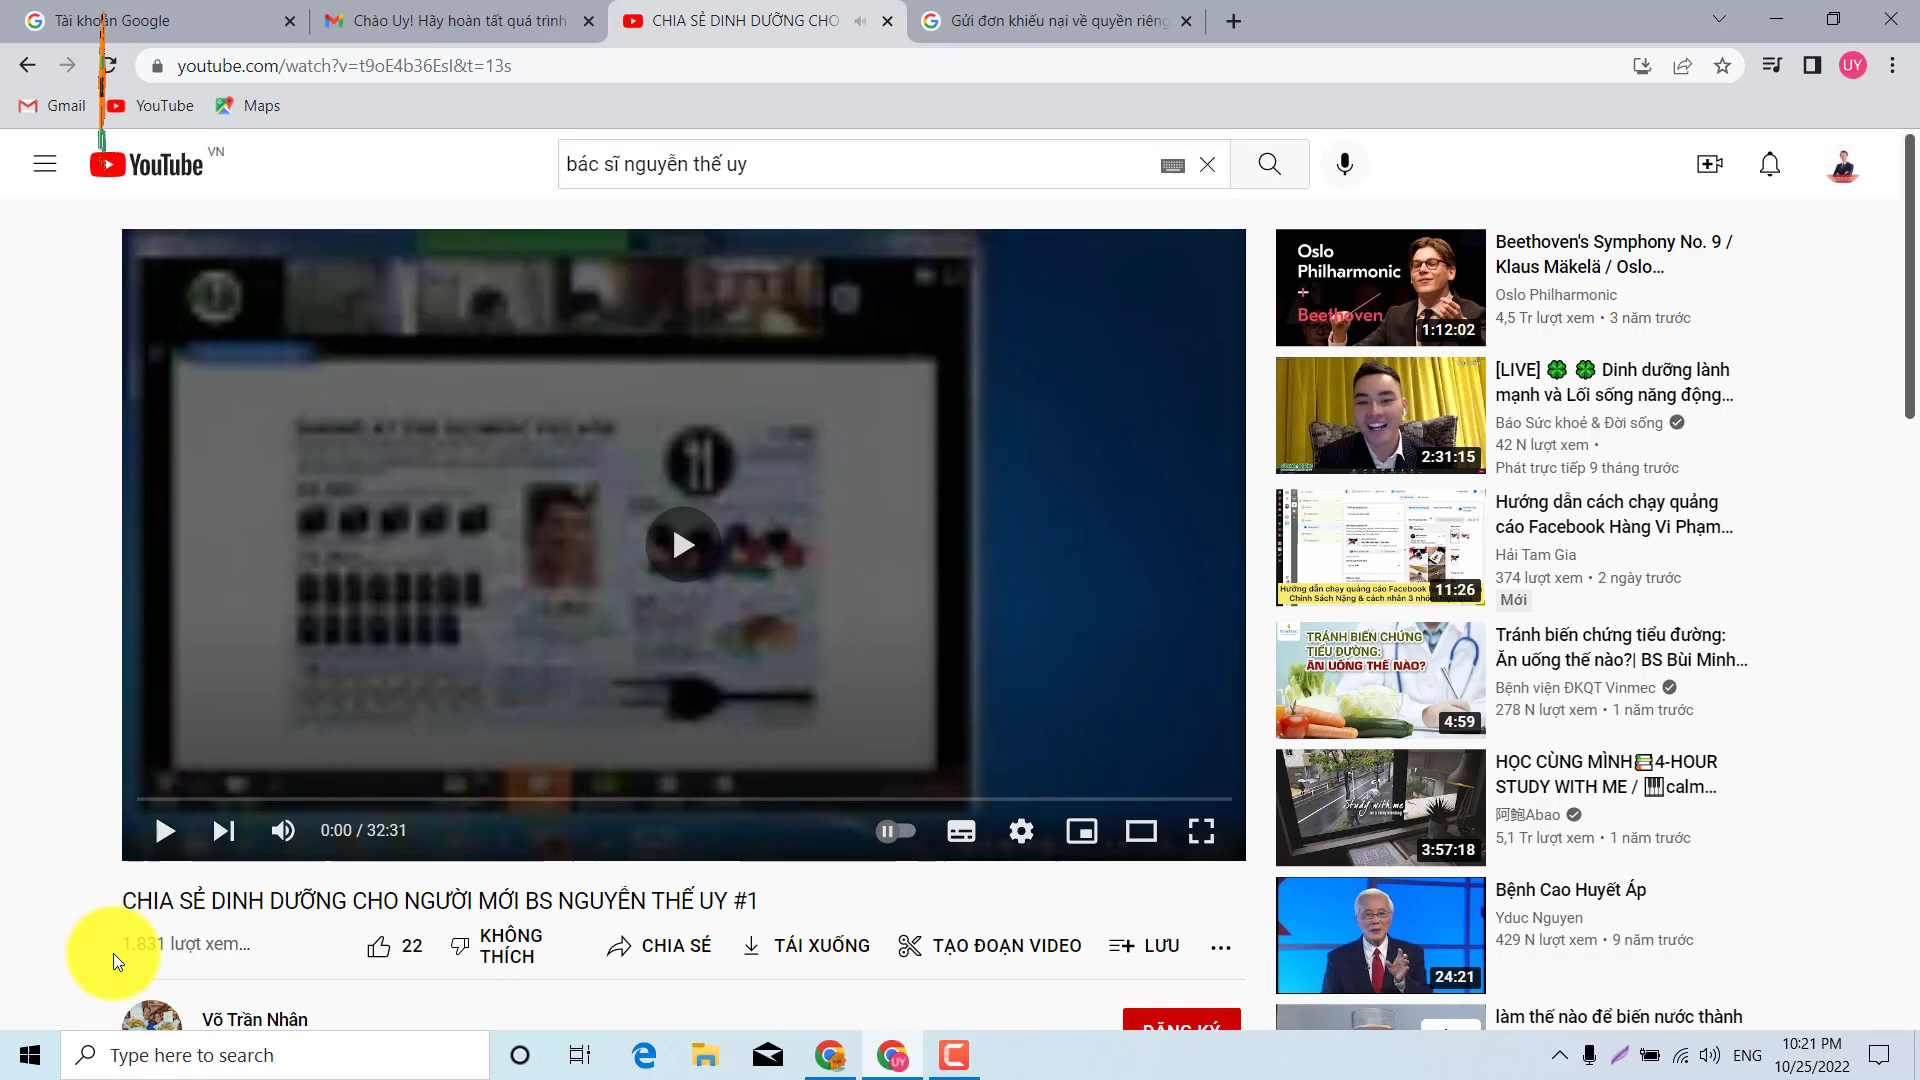 Tài khoản Google
Chào Uy! Hãy hoàn tất quá trình
CHIA SẺ DINH DƯỠNG CHO
Gửi đơn khiếu nại về quyền riêng
youtube.com/watch?v=t9oE4b36EsI&t=13s
UY
Gmail
YouTube
Maps
YouTube VN
bác sĩ nguyễn thế uy
0:00 / 32:31
CHIA SẺ DINH DƯỠNG CHO NGƯỜI MỚI BS NGUYỄN THẾ UY #1
1.831 lượt xem...
22
KHÔNG
THÍCH
CHIA SẺ
TẢI XUỐNG
TẠO ĐOẠN VIDEO
LƯU
Võ Trần Nhân
ĐĂNG KÝ
Oslo
Philharmonic
+
Beethoven
1:12:02
Beethoven's Symphony No. 9 /
Klaus Mäkelä / Oslo...
Oslo Philharmonic
4,5 Tr lượt xem • 3 năm trước
2:31:15
[LIVE] 🍀 🍀 Dinh dưỡng lành
mạnh và Lối sống năng động...
Báo Sức khoẻ & Đời sống
42 N lượt xem •
Phát trực tiếp 9 tháng trước
11:26
Hướng dẫn cách chạy quảng
cáo Facebook Hàng Vi Phạm...
Hải Tam Gia
374 lượt xem • 2 ngày trước
Mới
TRÁNH BIẾN CHỨNG
TIỂU ĐƯỜNG:
ĂN UỐNG THẾ NÀO?
4:59
Tránh biến chứng tiểu đường:
Ăn uống thế nào?| BS Bùi Minh...
Bệnh viện ĐKQT Vinmec
278 N lượt xem • 1 năm trước
Study with me
3:57:18
HỌC CÙNG MÌNH📚4-HOUR
STUDY WITH ME / 🎹calm...
阿鲍Abao
5,1 Tr lượt xem • 1 năm trước
24:21
Bệnh Cao Huyết Áp
Yduc Nguyen
429 N lượt xem • 9 năm trước
làm thế nào để biến nước thành
Type here to search
ENG
10:21 PM
10/25/2022